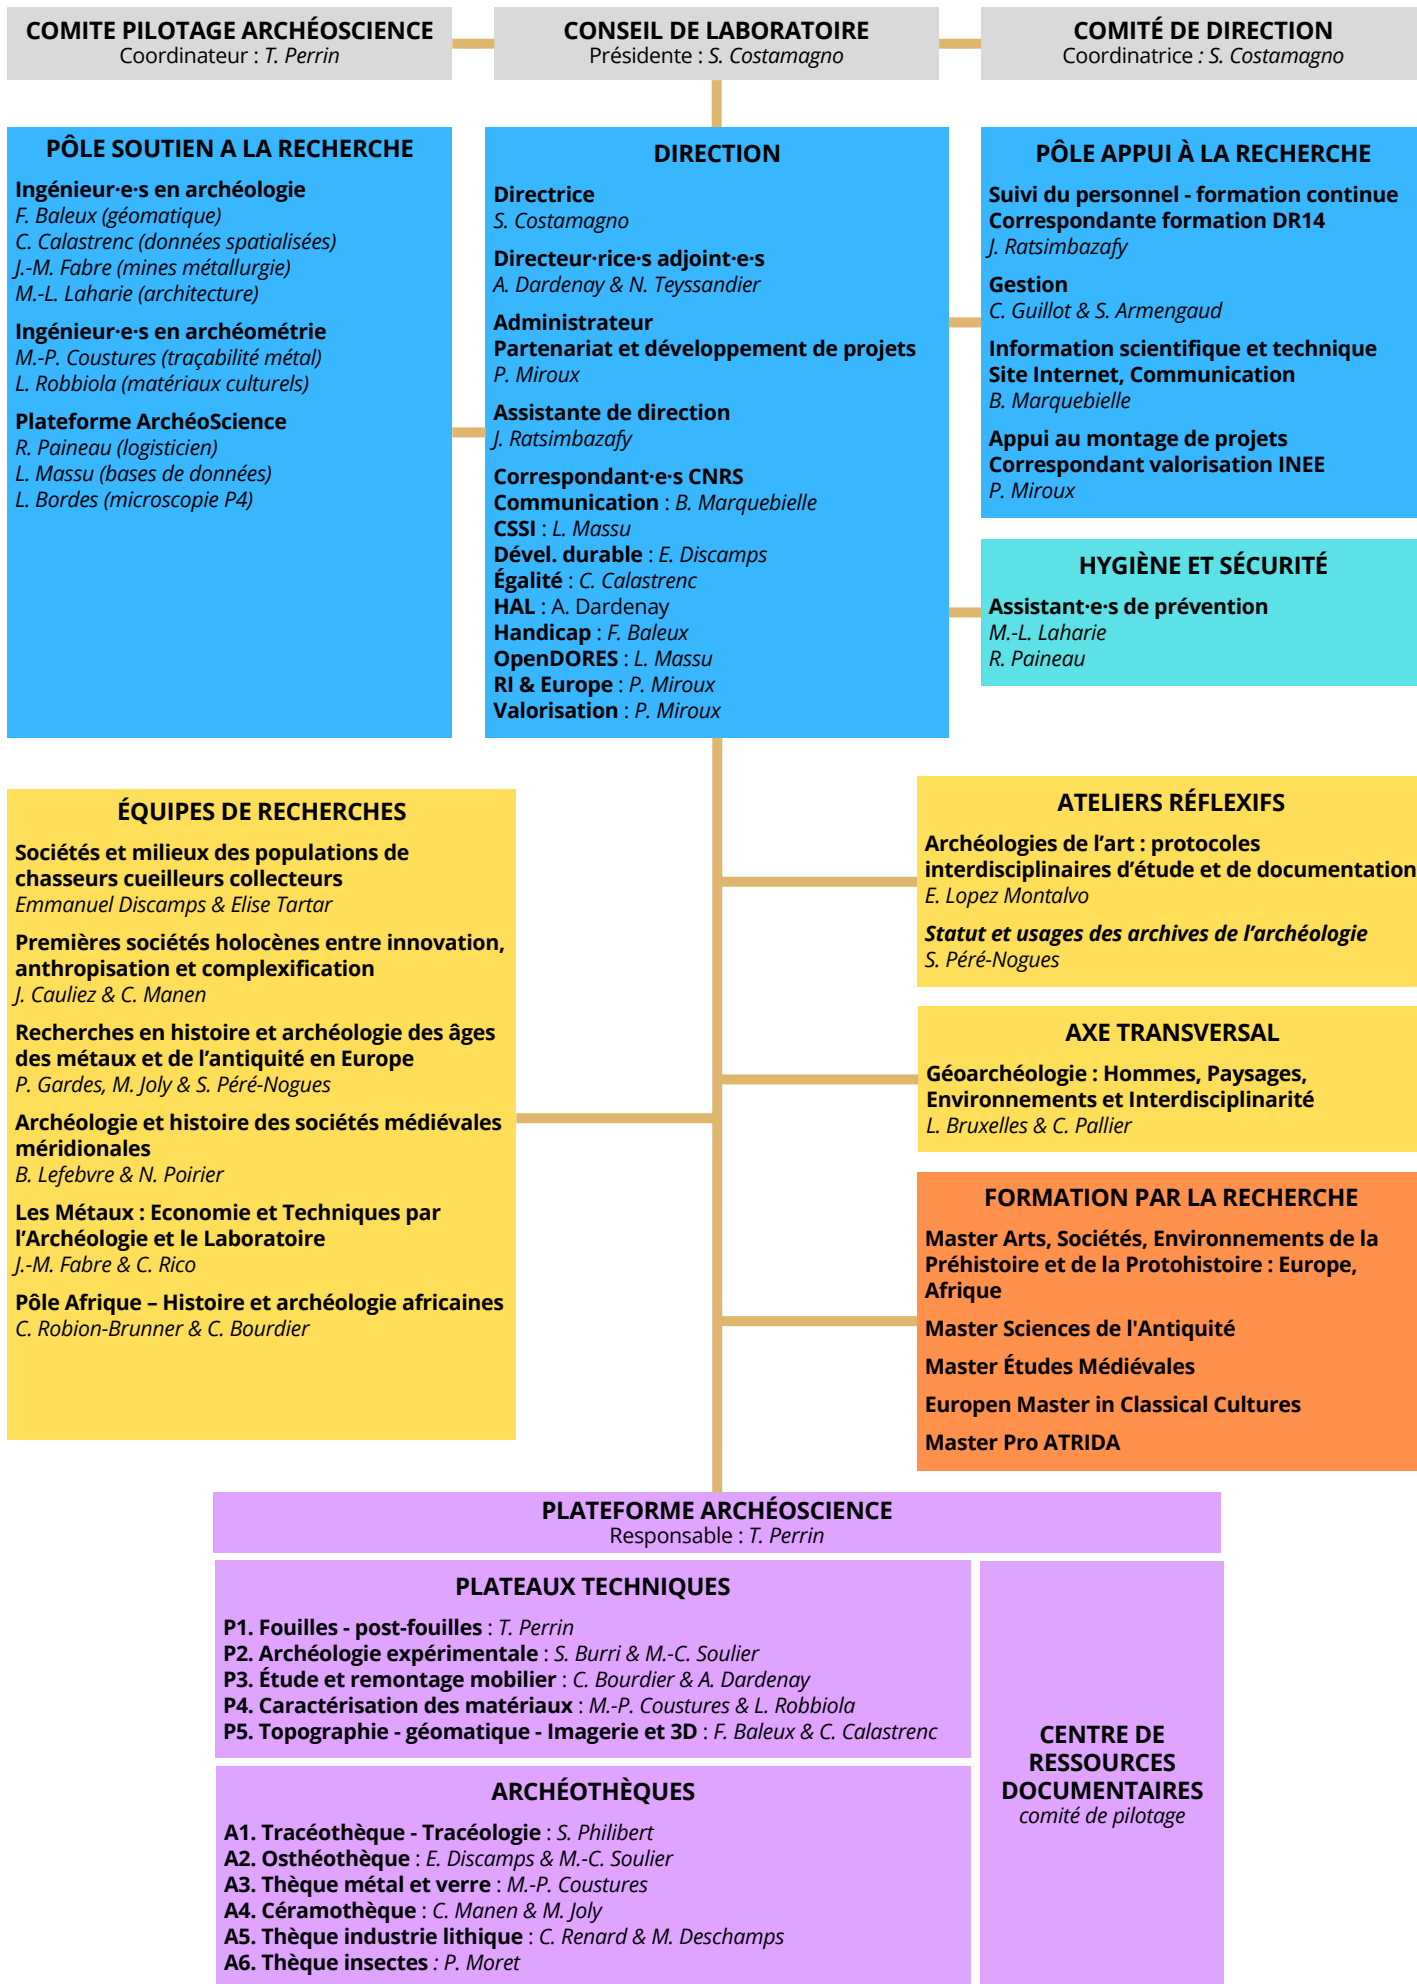 COMITE PILOTAGE ARCHÉOSCIENCE
Coordinateur : T. Perrin
CONSEIL DE LABORATOIRE
Présidente : S. Costamagno
COMITÉ DE DIRECTION
Coordinatrice : S. Costamagno
PÔLE SOUTIEN A LA RECHERCHE
Ingénieur·e·s en archéologie
F. Baleux (géomatique)
C. Calastrenc (données spatialisées)
J.-M. Fabre (mines métallurgie)
M.-L. Laharie (architecture)
Ingénieur·e·s en archéométrie
M.-P. Coustures (traçabilité métal)
L. Robbiola (matériaux culturels)
Plateforme ArchéoScience
R. Paineau (logisticien)
L. Massu (bases de données)
L. Bordes (microscopie P4)
DIRECTION
Directrice
S. Costamagno
Directeur·rice·s adjoint·e·s
A. Dardenay & N. Teyssandier
Administrateur
Partenariat et développement de projets
P. Miroux
Assistante de direction
J. Ratsimbazafy
Correspondant·e·s CNRS
Communication : B. Marquebielle
CSSI : L. Massu
Dével. durable : E. Discamps
Égalité : C. Calastrenc
HAL : A. Dardenay
Handicap : F. Baleux
OpenDORES : L. Massu
RI & Europe : P. Miroux
Valorisation : P. Miroux
PÔLE APPUI À LA RECHERCHE
Suivi du personnel - formation continue
Correspondante formation DR14
J. Ratsimbazafy
Gestion
C. Guillot & S. Armengaud
Information scientifique et technique
Site Internet, Communication
B. Marquebielle
Appui au montage de projets
Correspondant valorisation INEE
P. Miroux
HYGIÈNE ET SÉCURITÉ
Assistant·e·s de prévention
M.-L. Laharie
R. Paineau
ÉQUIPES DE RECHERCHES
Sociétés et milieux des populations de
chasseurs cueilleurs collecteurs
Emmanuel Discamps & Elise Tartar
Premières sociétés holocènes entre innovation,
anthropisation et complexification
J. Cauliez & C. Manen
Recherches en histoire et archéologie des âges
des métaux et de l’antiquité en Europe
P. Gardes, M. Joly & S. Péré-Nogues
Archéologie et histoire des sociétés médiévales
méridionales
B. Lefebvre & N. Poirier
Les Métaux : Economie et Techniques par
l’Archéologie et le Laboratoire
J.-M. Fabre & C. Rico
Pôle Afrique – Histoire et archéologie africaines
C. Robion-Brunner & C. Bourdier
ATELIERS RÉFLEXIFS
Archéologies de l’art : protocoles
interdisciplinaires d’étude et de documentation
E. Lopez Montalvo
Statut et usages des archives de l’archéologie
S. Péré-Nogues
AXE TRANSVERSAL
Géoarchéologie : Hommes, Paysages,
Environnements et Interdisciplinarité
L. Bruxelles & C. Pallier
FORMATION PAR LA RECHERCHE
Master Arts, Sociétés, Environnements de la
Préhistoire et de la Protohistoire : Europe,
Afrique
Master Sciences de l'Antiquité
Master Études Médiévales
Europen Master in Classical Cultures
Master Pro ATRIDA
PLATEFORME ARCHÉOSCIENCE
Responsable : T. Perrin
PLATEAUX TECHNIQUES
P1. Fouilles - post-fouilles : T. Perrin
P2. Archéologie expérimentale : S. Burri & M.-C. Soulier
P3. Étude et remontage mobilier : C. Bourdier & A. Dardenay
P4. Caractérisation des matériaux : M.-P. Coustures & L. Robbiola
P5. Topographie - géomatique - Imagerie et 3D : F. Baleux & C. Calastrenc
ARCHÉOTHÈQUES
A1. Tracéothèque - Tracéologie : S. Philibert
A2. Osthéothèque : E. Discamps & M.-C. Soulier
A3. Thèque métal et verre : M.-P. Coustures
A4. Céramothèque : C. Manen & M. Joly
A5. Thèque industrie lithique : C. Renard & M. Deschamps
A6. Thèque insectes : P. Moret
CENTRE DE
RESSOURCES
DOCUMENTAIRES
comité de pilotage